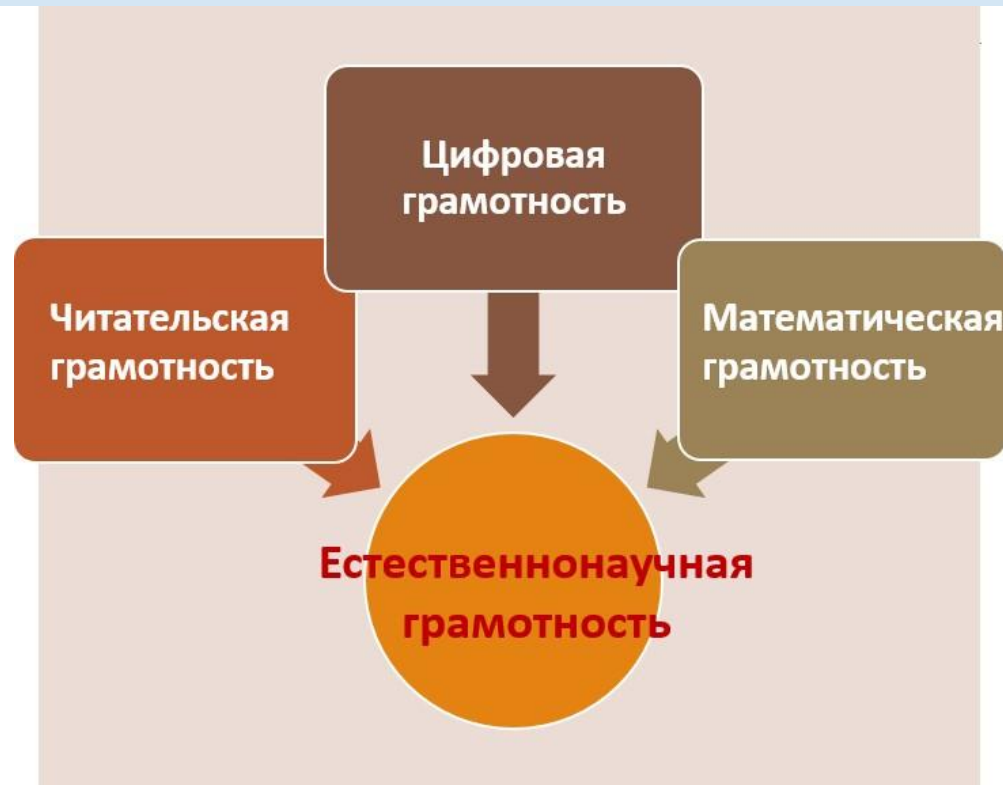 Цифровая
грамотность
Читательская
грамотность
Математическая
грамотность
Естественнонаучная
грамотность